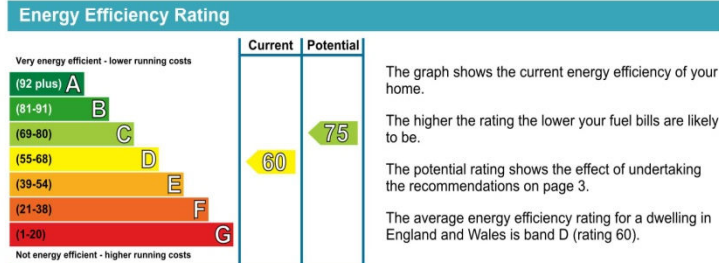 Energy Efficiency Rating
Current Potential
Very energy efficient - lower running costs
(92 plus) A
(81-91) B
(69-80) C
75
(55-68) D
60
(39-54) E
(21-38) F
(1-20) G
Not energy efficient - higher running costs
The graph shows the current energy efficiency of your
home.
The higher the rating the lower your fuel bills are likely
to be.
The potential rating shows the effect of undertaking
the recommendations on page 3.
The average energy efficiency rating for a dwelling in
England and Wales is band D (rating 60).